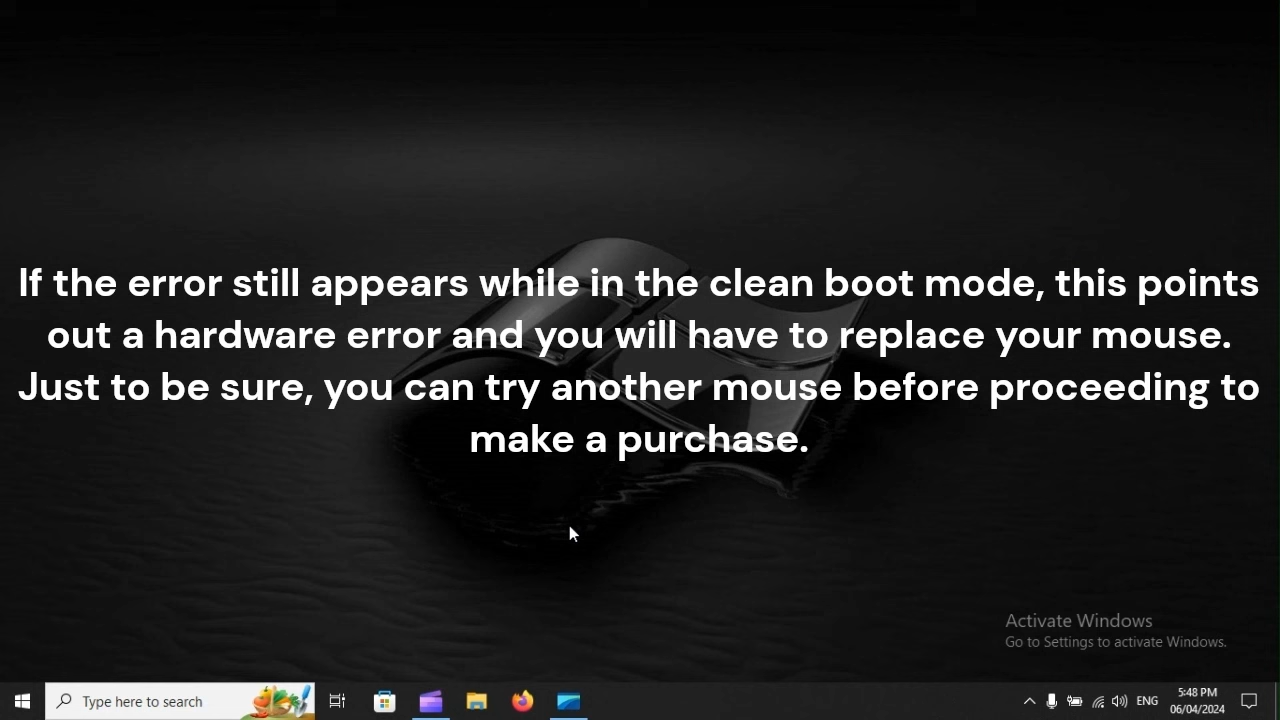 If the error still appears while in the clean boot mode, this points
out a hardware error and you will have to replace your mouse.
Just to be sure, you can try another mouse before proceeding to
make a purchase.
Activate Windows
Go to Settings to activate Windows.
Type here to search
ENG
5:48 PM
06/04/2024